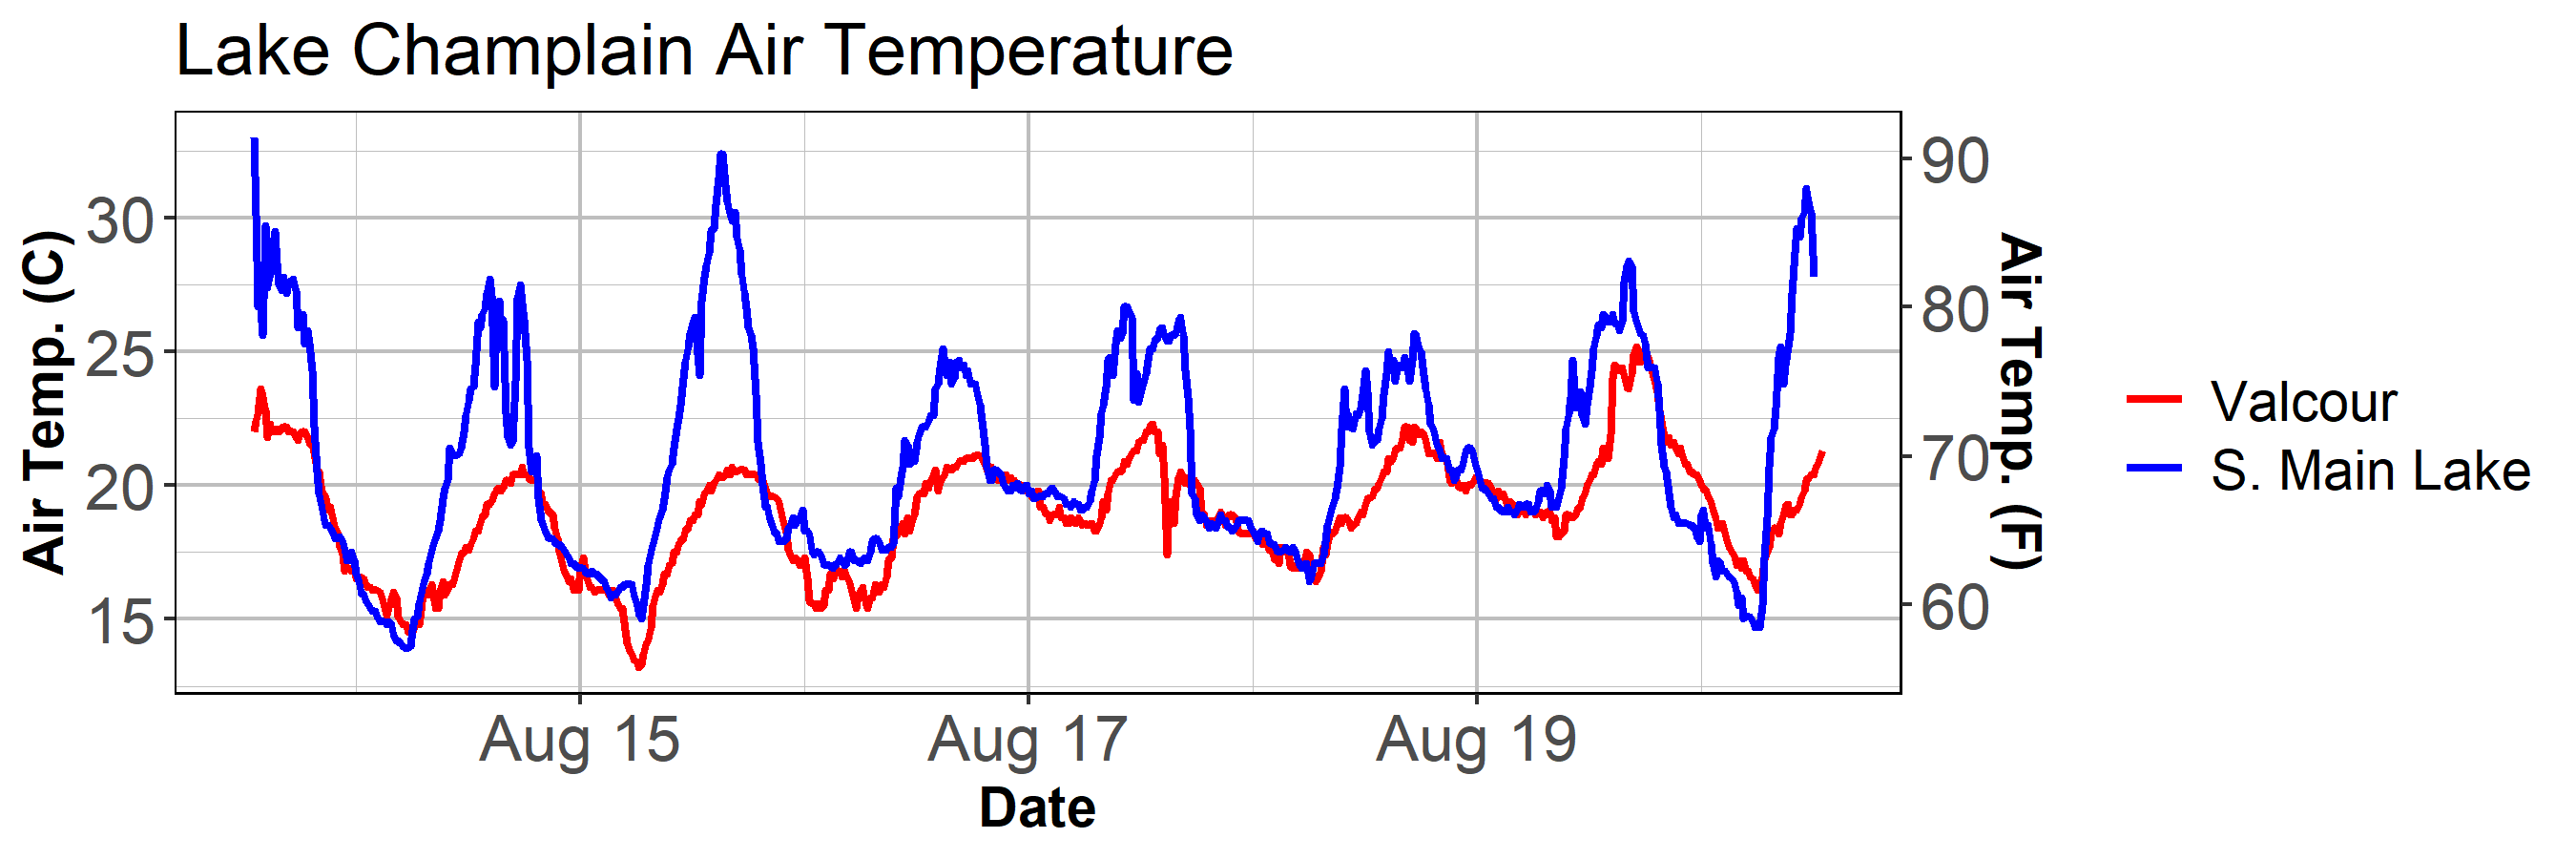 Lake Champlain Air Temperature
Air Temp. (C)
30
25
20
15
90
80
70
60
Air Temp. (F)
Aug 15
Aug 17
Aug 19
Date
Valcour
S. Main Lake